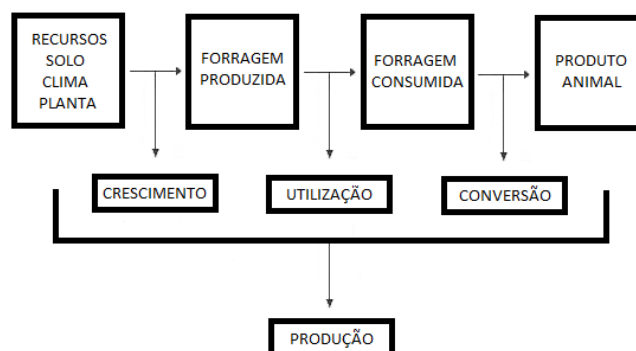 RECURSOS
SOLO
CLIMA
PLANTA
FORRAGEM
PRODUZIDA
FORRAGEM
CONSUMIDA
PRODUTO
ANIMAL
CRESCIMENTO
UTILIZAÇÃO
CONVERSÃO
PRODUÇÃO